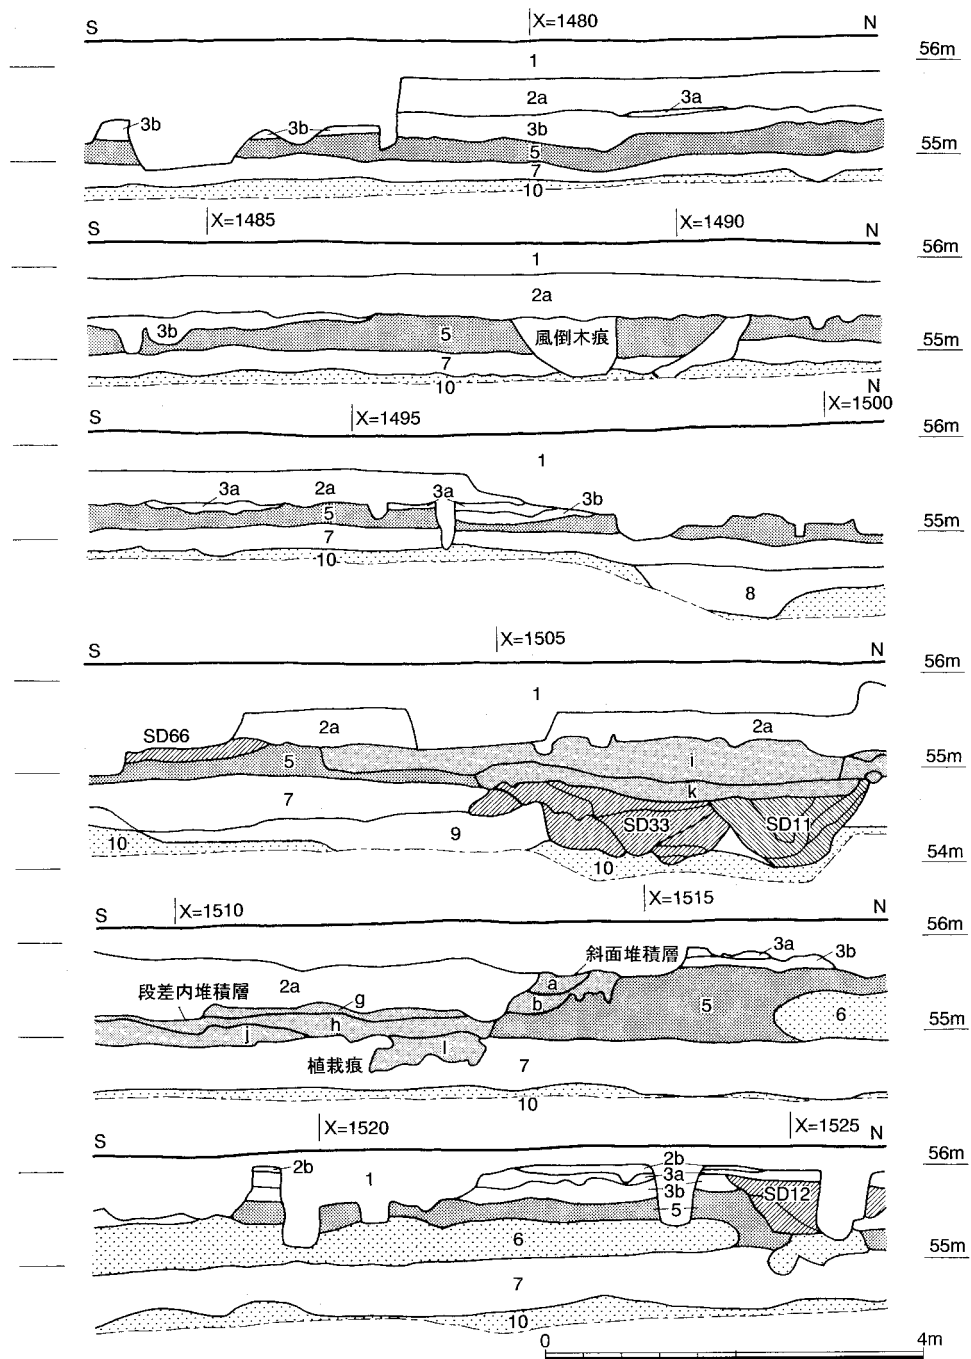 S X=1480 N
56m
1
2a 3a
3b 3b 3b
5 55m
7
10
X=1485 X=1490
S N
56m
1
2a
3b 5 風倒木痕
55m
7
10
N
S X=1495 X=1500
56m
1
3a 2a 3a 3b
5 55m
7
10
8
X=1505
S N
56m
1
SD66 2a 2a
5 i 55m
7 k
SD33 SD11
10 9 54m
10
S X=1510 X=1515 N
56m
斜面堆積層 3a 3b
段差内堆積層 2a g a
b 5 6
j h 55m
植栽痕 l 7
10
X=1520 X=1525
S N
2b 1 2b 56m
3a
3b SD12
5
6 55m
7
10
0 4m